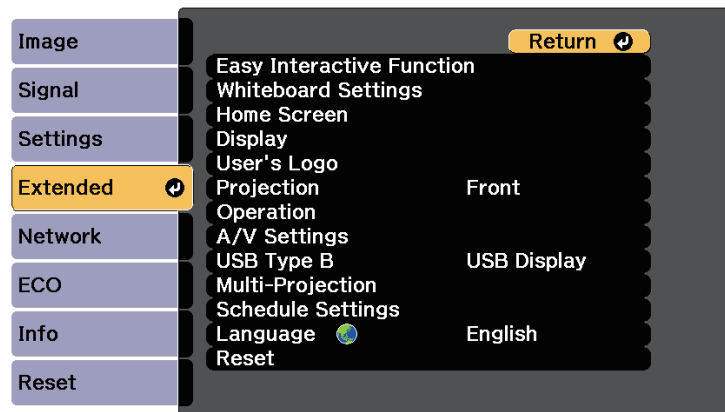 Image
Signal
Settings
Extended
Network
ECO
Info
Reset
Return
Easy Interactive Function
Whiteboard Settings
Home Screen
Display
User's Logo
Projection Front
Operation
A/V Settings
USB Type B USB Display
Multi-Projection
Schedule Settings
Language English
Reset